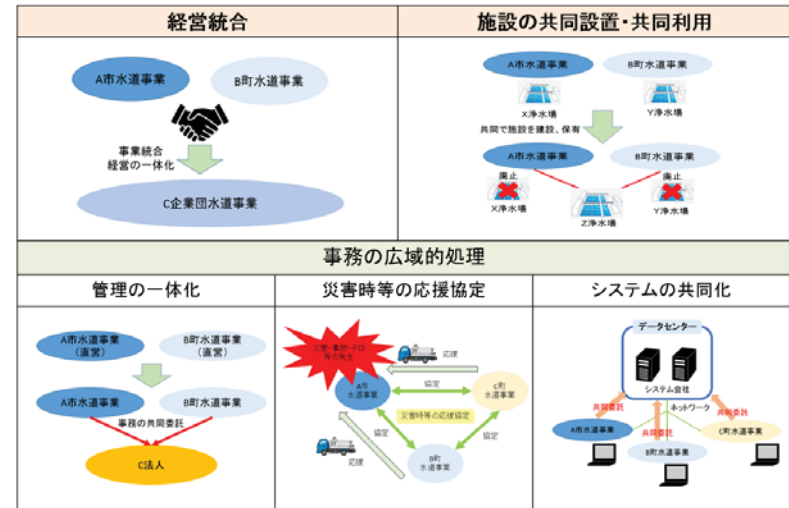 経営統合
A市水道事業
B町水道事業
事業統合
経営の一体化
C企業団水道事業
施設の共同設置・共同利用
A市水道事業
B町水道事業
X浄水場
Y浄水場
共同で施設を建設、保有
A市水道事業
B町水道事業
廃止
廃止
X浄水場
Z浄水場
Y浄水場
事務の広域的処理
管理の一体化
A市水道事業
(直営)
B町水道事業
(直営)
A市水道事業
B町水道事業
事務の共同委託
C法人
災害時等の応援協定
災害・事故・テロ
等の発生
応援
A市
水道事業
協定
C町
水道事業
災害時等の応援協定
協定
協定
応援
B町
水道事業
システムの共同化
データセンター
システム会社
共同委託
ネットワーク
共同委託
A市水道事業
共同委託
C町水道事業
B町水道事業